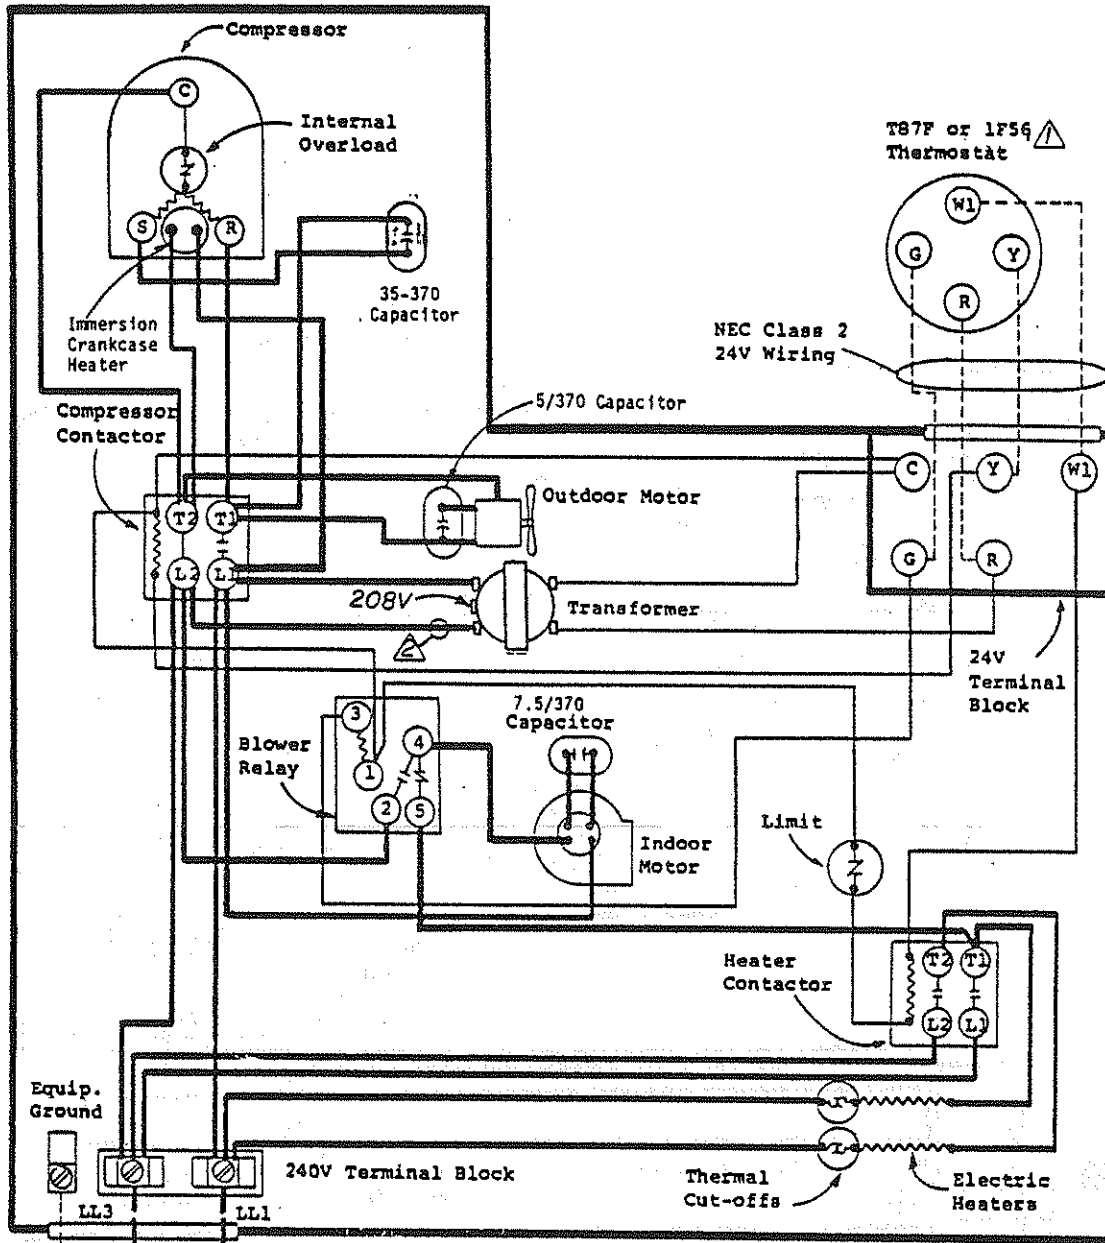 Compressor
C
Internal
Overload
S
R
35-370
Capacitor
Immersion
Crankcase
Heater
T87F or 1F56 1
Thermostat
W1
G
Y
R
NEC Class 2
24V Wiring
5/370 Capacitor
Compressor
Contactor
Outdoor Motor
C
Y
W1
T2
T1
L2
L1
G
R
208V
Transformer
2
24V
Terminal
Block
7.5/370
Capacitor
Blower
Relay
3
4
1
2
5
Indoor
Motor
Limit
Heater
Contactor
T2
T1
L2
L1
Equip.
Ground
240V Terminal Block
LL3
LL1
Thermal
Cut-offs
Electric
Heaters